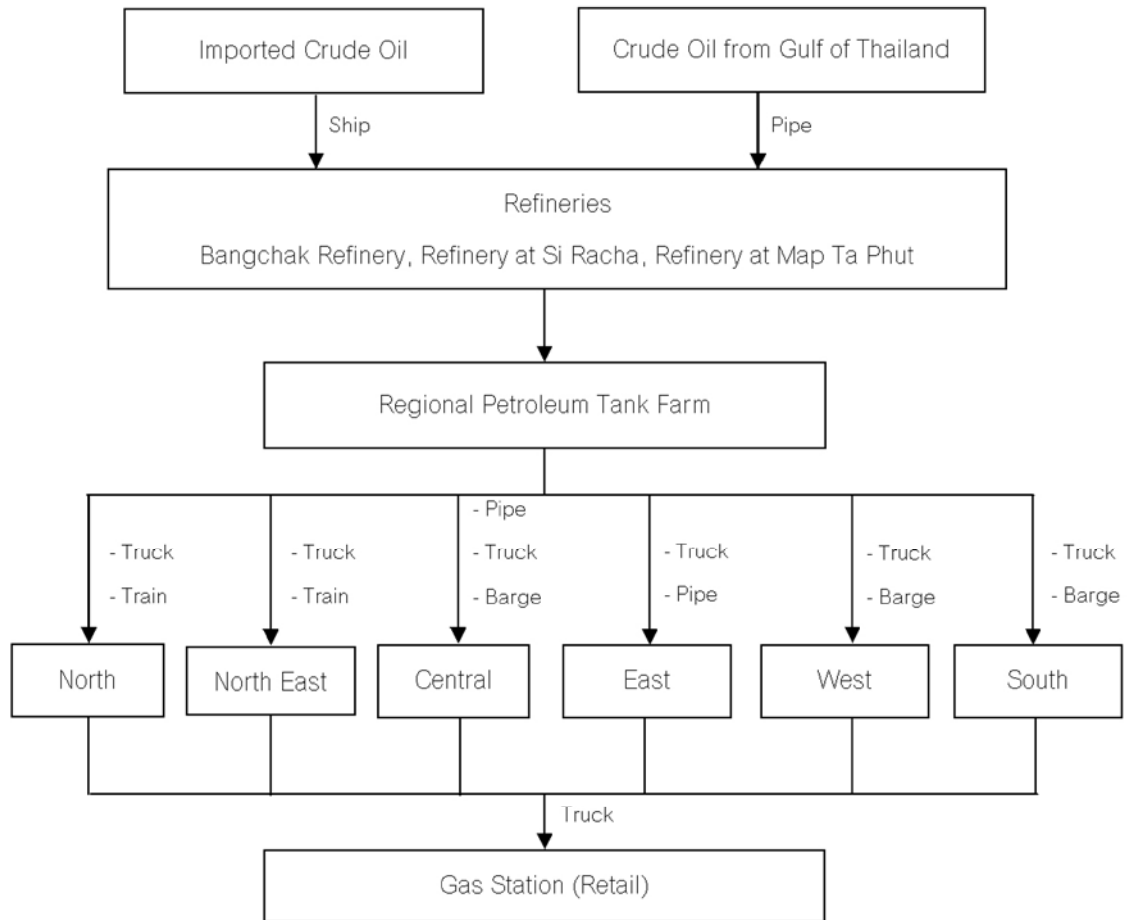 Imported Crude Oil
Crude Oil from Gulf of Thailand
Ship
Pipe
Refineries
Bangchak Refinery, Refinery at Si Racha, Refinery at Map Ta Phut
Regional Petroleum Tank Farm
- Truck
- Train
- Truck
- Train
- Pipe
- Truck
- Barge
- Truck
- Pipe
- Truck
- Barge
- Truck
- Barge
North
North East
Central
East
West
South
Truck
Gas Station (Retail)